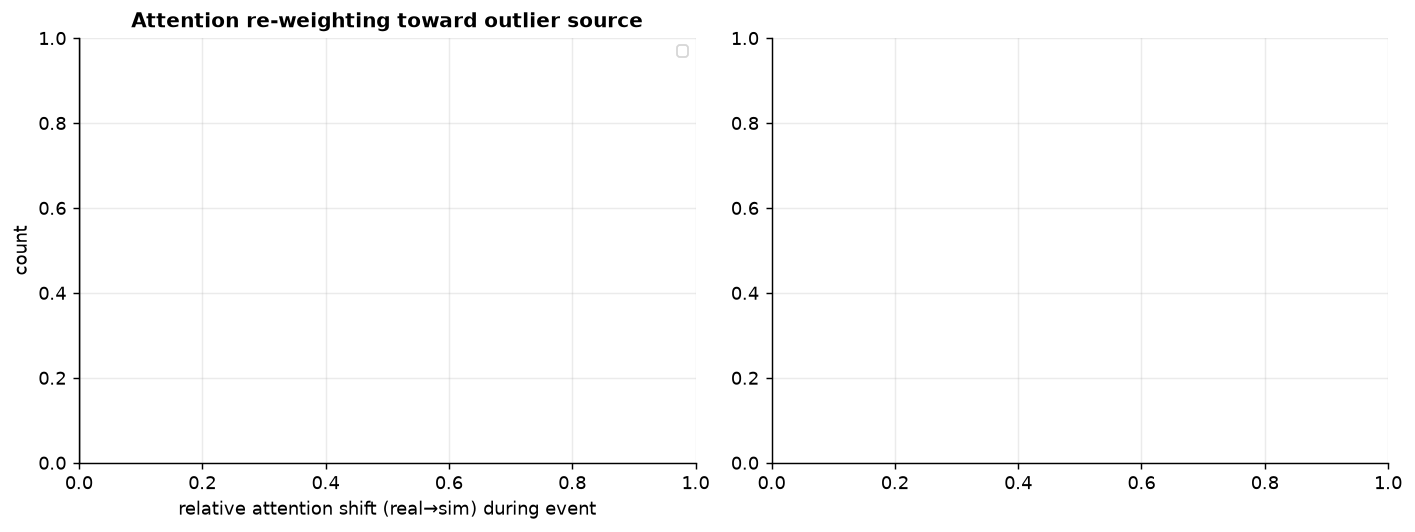 Attention re-weighting toward outlier source
1.0
0.8
0.6
0.4
0.2
0.0
count
0.0 0.2 0.4 0.6 0.8 1.0
relative attention shift (real→sim) during event
1.0
0.8
0.6
0.4
0.2
0.0
0.0 0.2 0.4 0.6 0.8 1.0